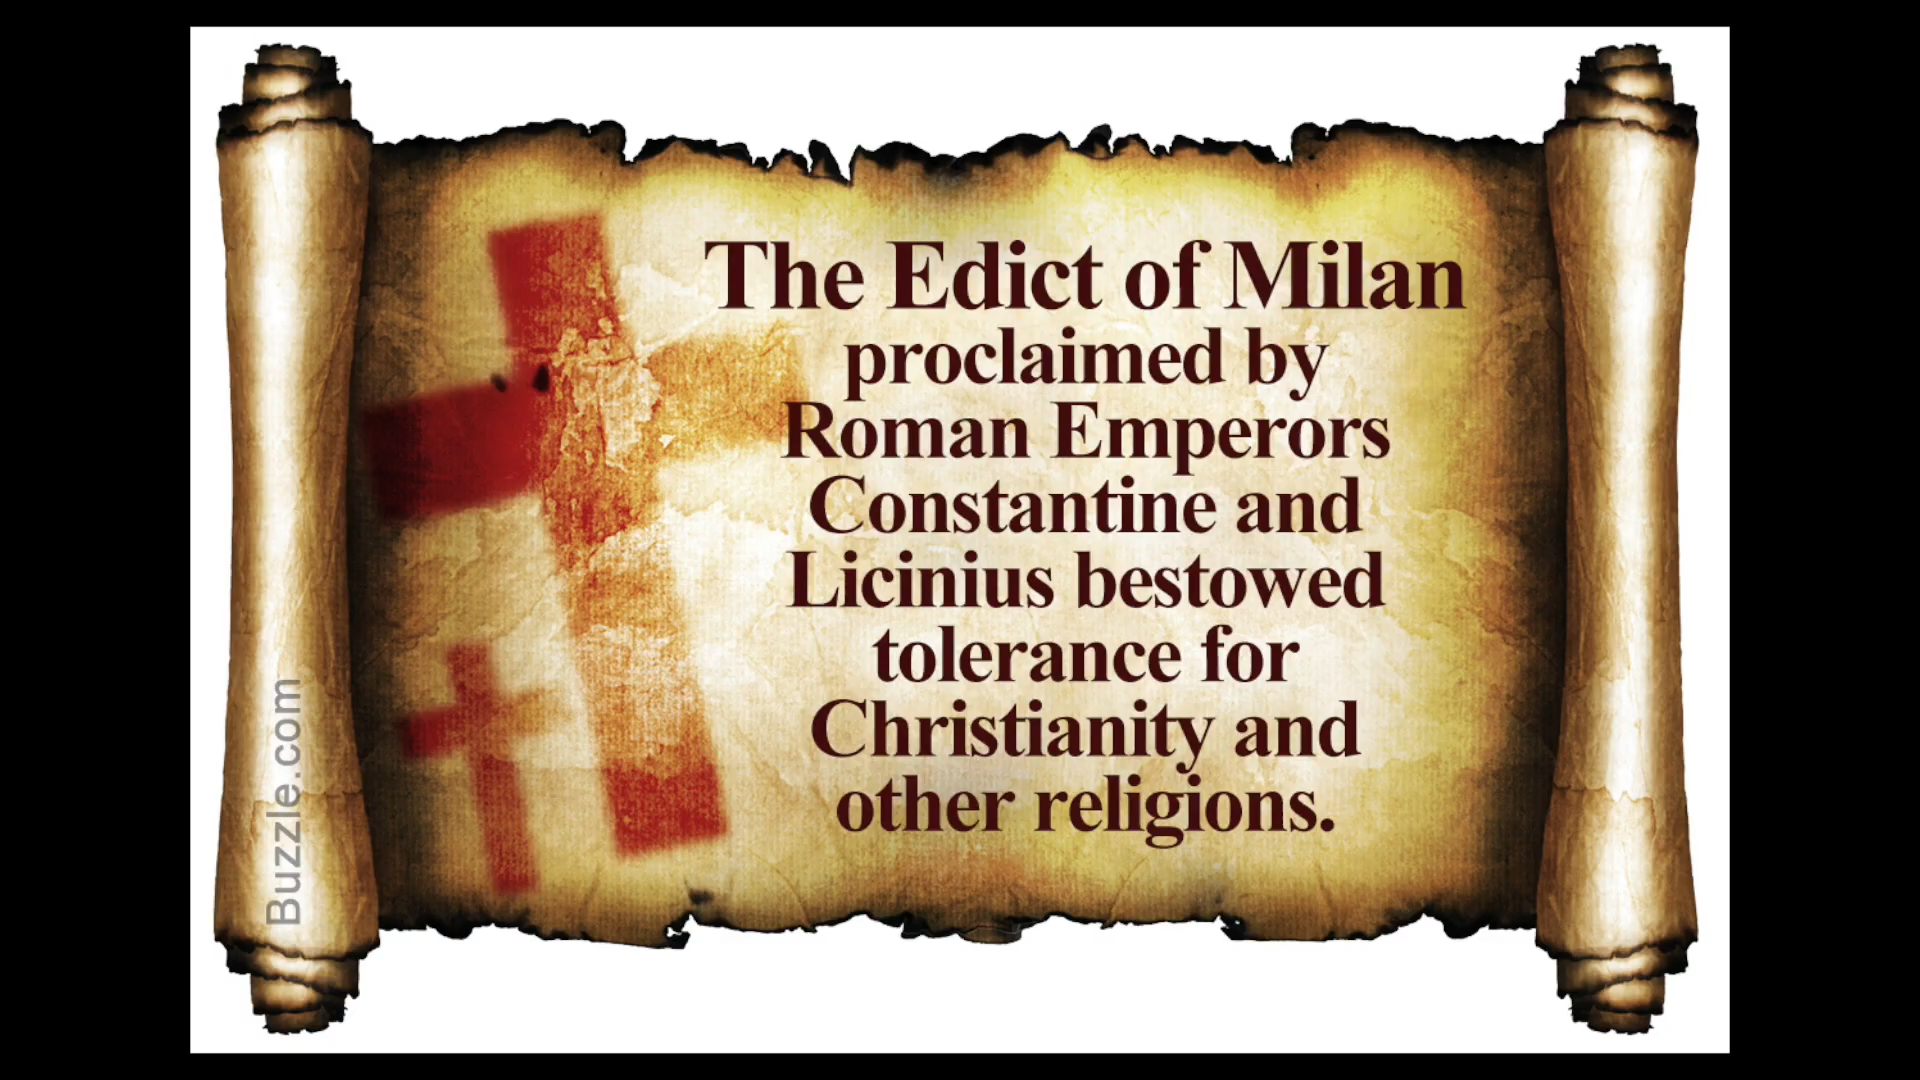 The Edict of Milan
proclaimed by
Roman Emperors
Constantine and
Licinius bestowed
tolerance for
Christianity and
other religions.
Buzzle.com